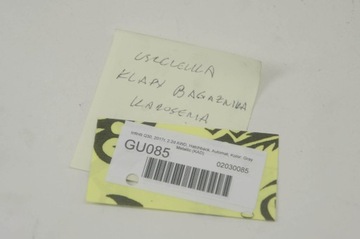 USZCZELKA
KLAPY BAGAŻNIKA
KAROSERIA
GU085
02030085